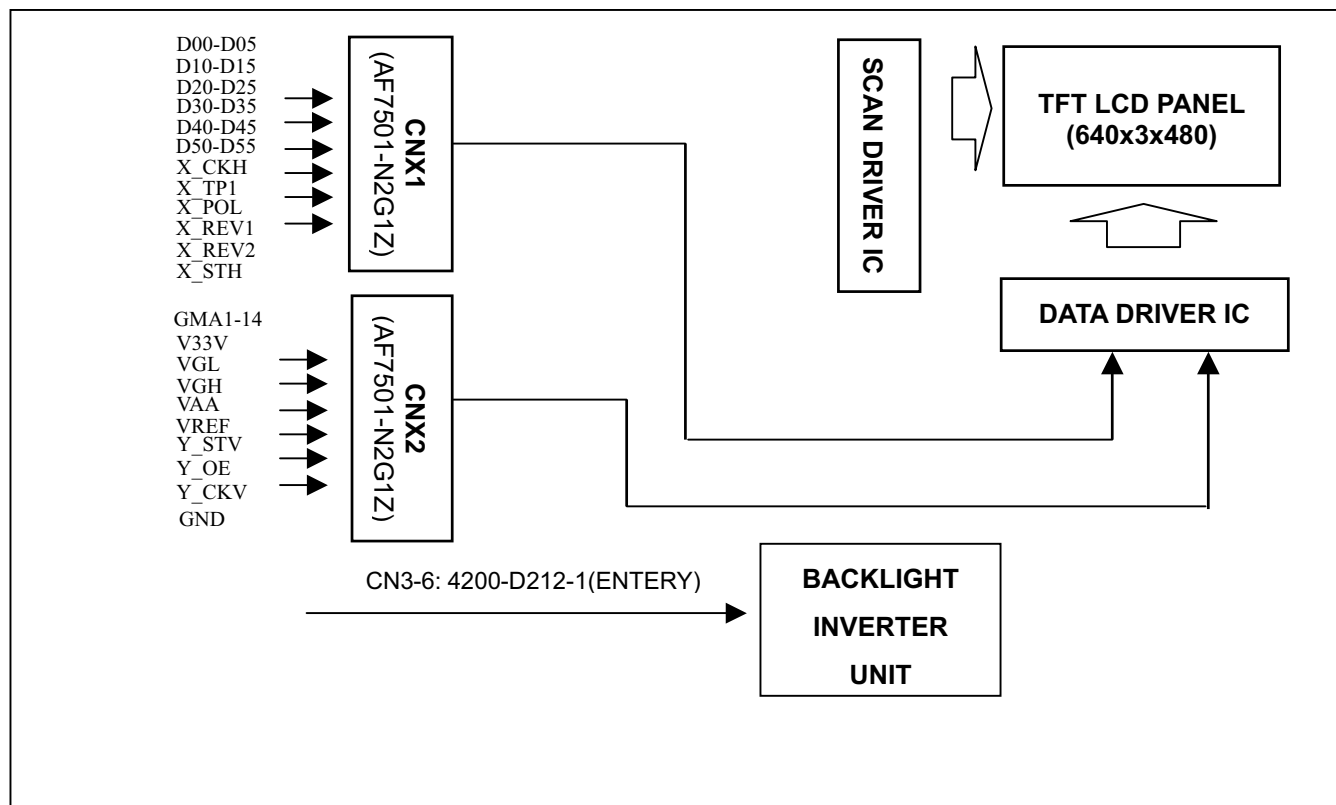 D00-D05
D10-D15
D20-D25
D30-D35
D40-D45
D50-D55
X_CKH
X_TP1
X_POL
X_REV1
X_REV2
X_STH
CNX1
(AF7501-N2G1Z)
SCAN DRIVER IC
TFT LCD PANEL
(640x3x480)
DATA DRIVER IC
GMA1-14
V33V
VGL
VGH
VAA
VREF
Y_STV
Y_OE
Y_CKV
GND
CNX2
(AF7501-N2G1Z)
CN3-6: 4200-D212-1(ENTERY)
BACKLIGHT
INVERTER
UNIT